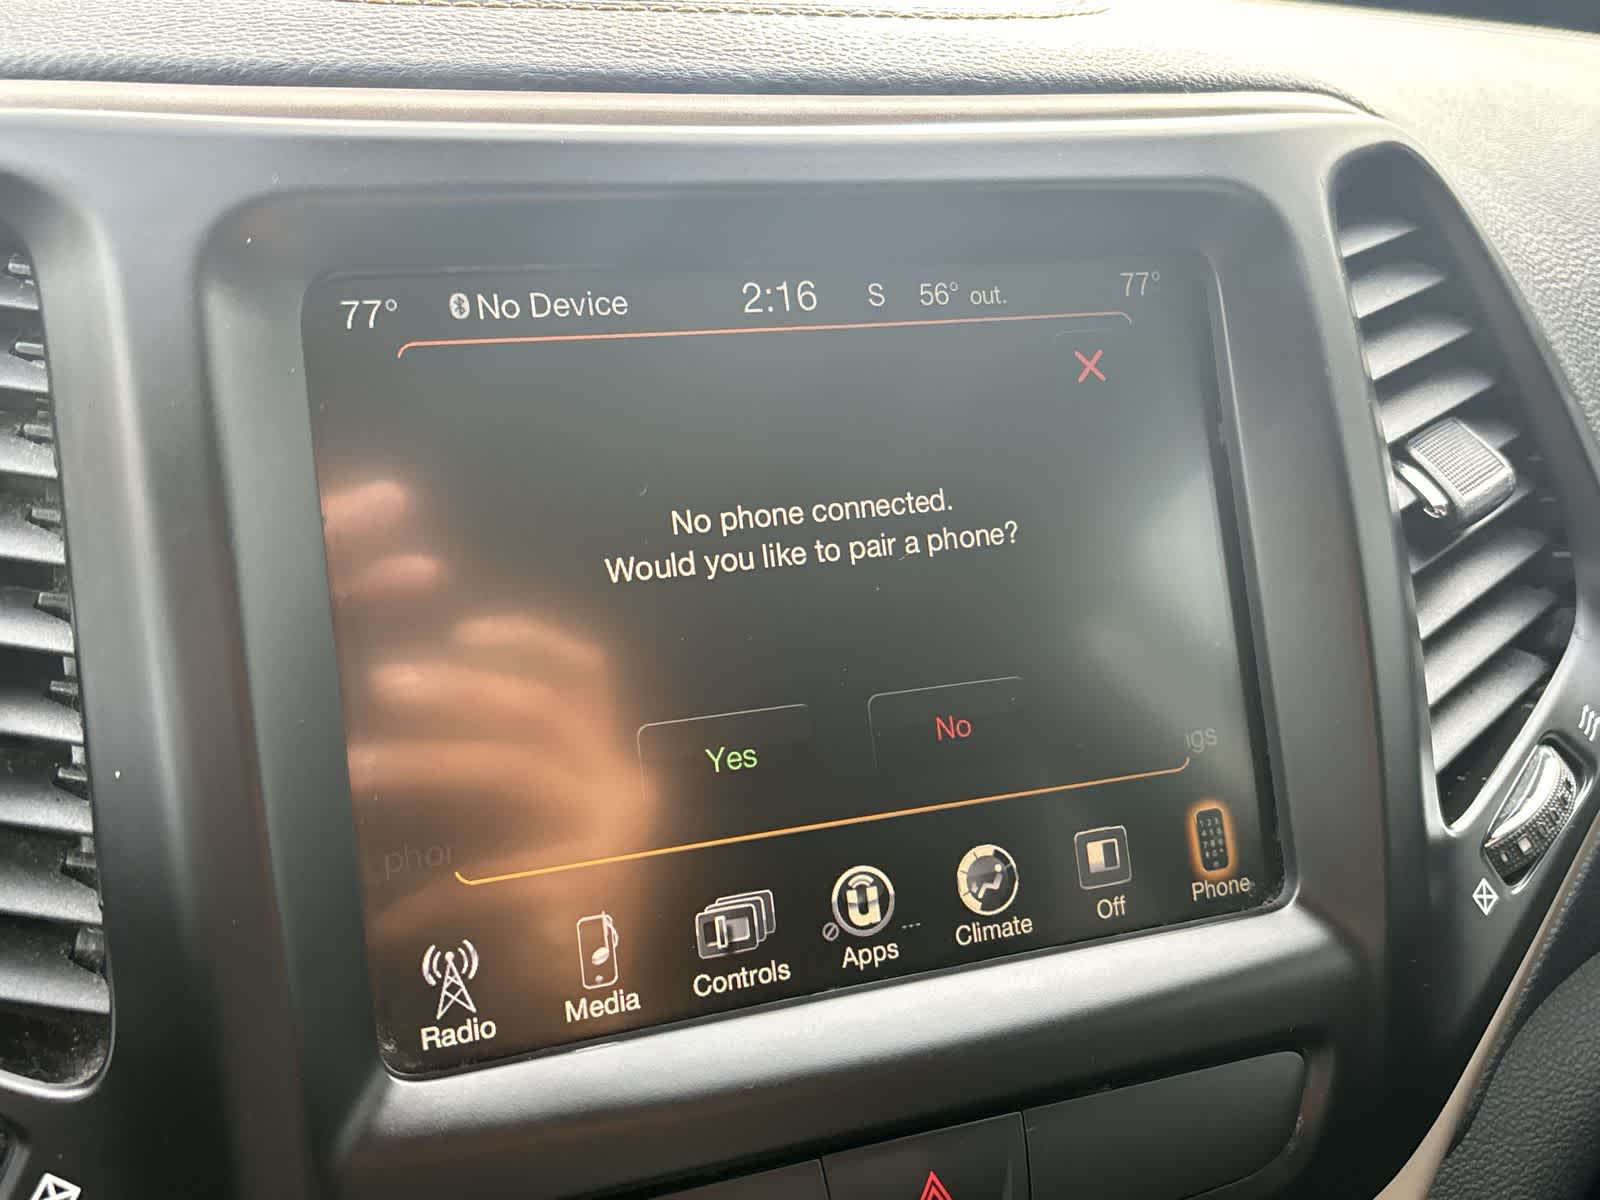 77° No Device 2:16 S 56° out. 77°
No phone connected.
Would you like to pair a phone?
Yes No
Radio Media Controls Apps Climate Off Phone